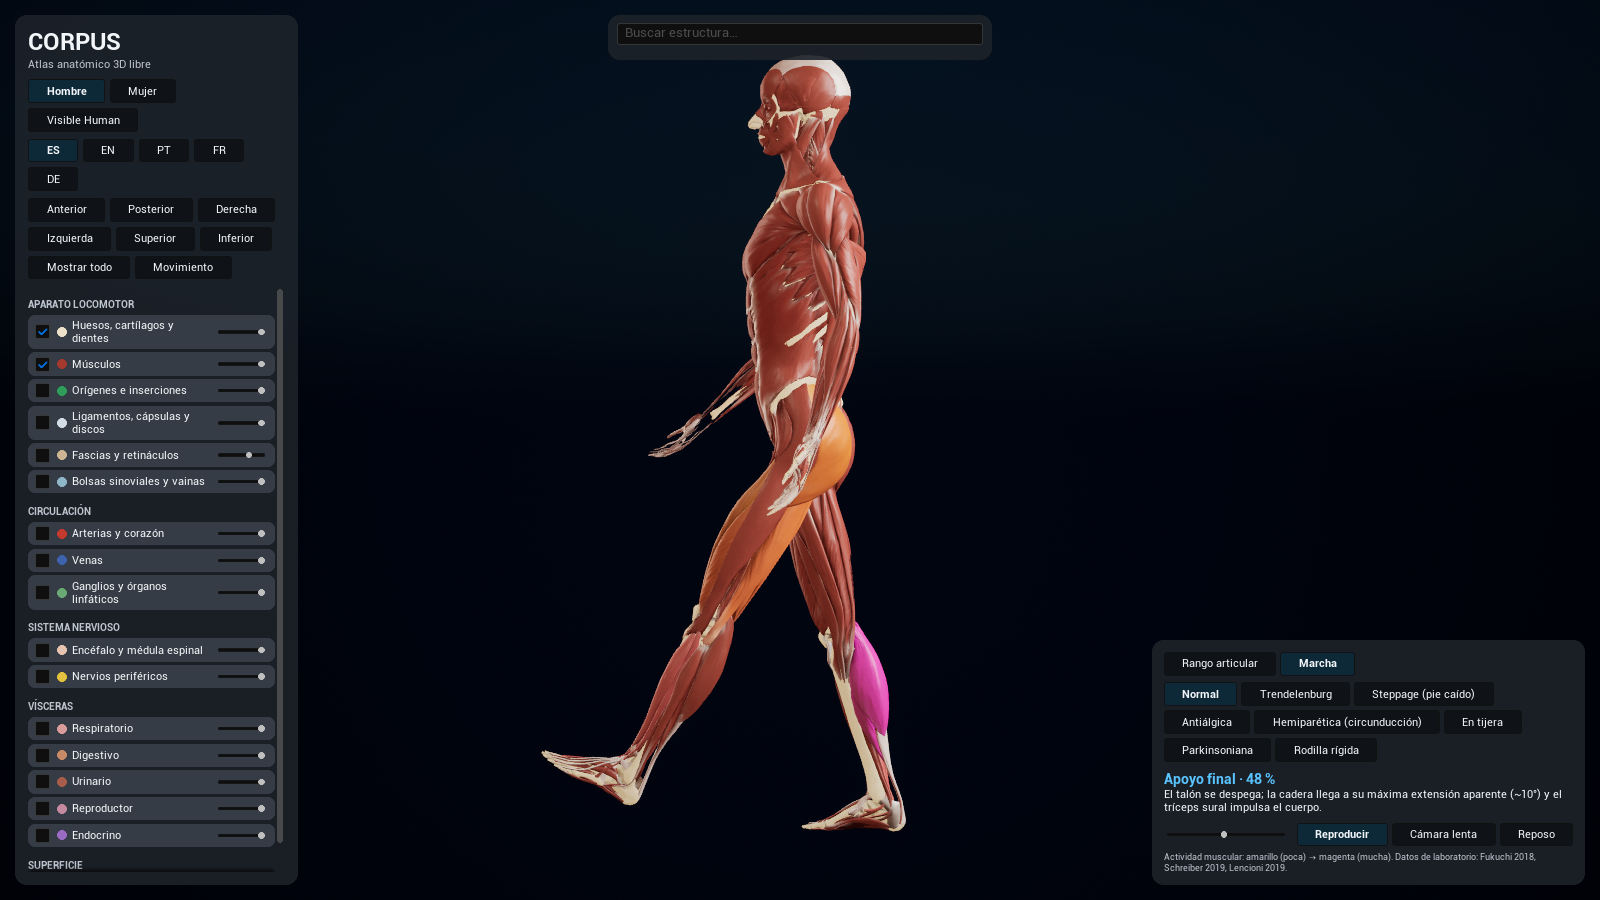 CORPUS
Atlas anatómico 3D libre
Hombre Mujer
Visible Human
ES EN PT FR
DE
Anterior Posterior Derecha
Izquierda Superior Inferior
Mostrar todo Movimiento
APARATO LOCOMOTOR
Huesos, cartílagos y
dientes
Músculos
Orígenes e inserciones
Ligamentos, cápsulas y
discos
Fascias y retináculos
Bolsas sinoviales y vainas
CIRCULACIÓN
Arterias y corazón
Venas
Ganglios y órganos
linfáticos
SISTEMA NERVIOSO
Encéfalo y médula espinal
Nervios periféricos
VÍSCERAS
Respiratorio
Digestivo
Urinario
Reproductor
Endocrino
SUPERFICIE
Buscar estructura...
Rango articular Marcha
Normal Trendelenburg Steppage (pie caído)
Antiálgica Hemiparética (circunducción) En tijera
Parkinsoniana Rodilla rígida
Apoyo final · 48 %
El talón se despega; la cadera llega a su máxima extensión aparente (~10°) y el
tríceps sural impulsa el cuerpo.
Reproducir Cámara lenta Reposo
Actividad muscular: amarillo (poca) → magenta (mucha). Datos de laboratorio: Fukuchi 2018,
Schreiber 2019, Lencioni 2019.